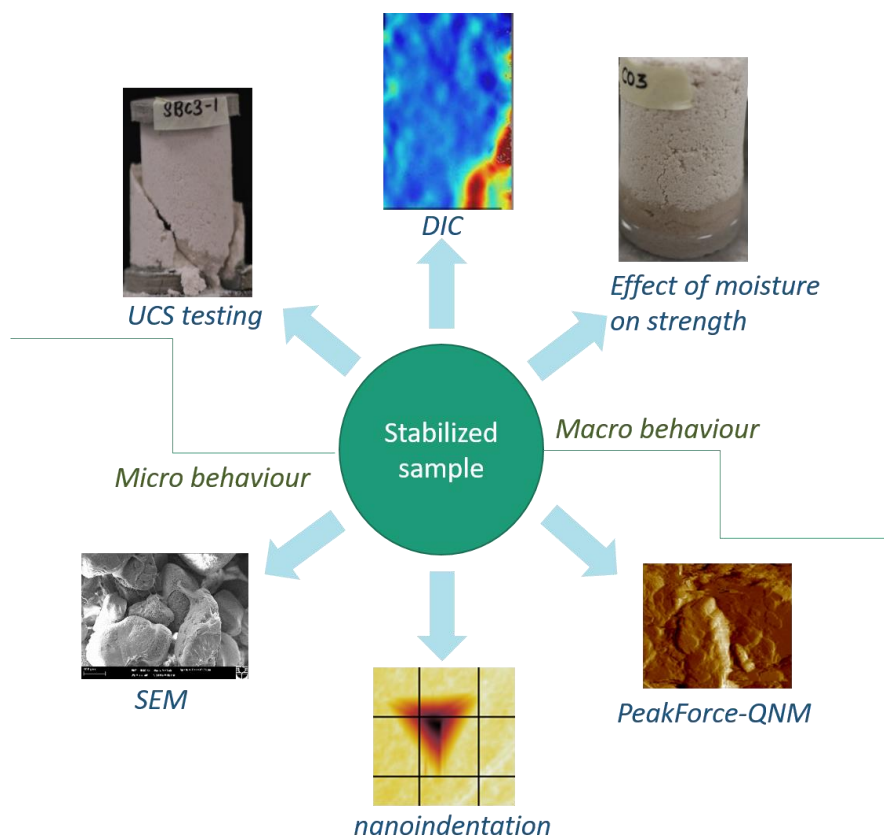 SBC3-1
CO3
DIC
UCS testing
Effect of moisture
on strength
Stabilized
sample
Macro behaviour
Micro behaviour
SEM
PeakForce-QNM
nanoindentation